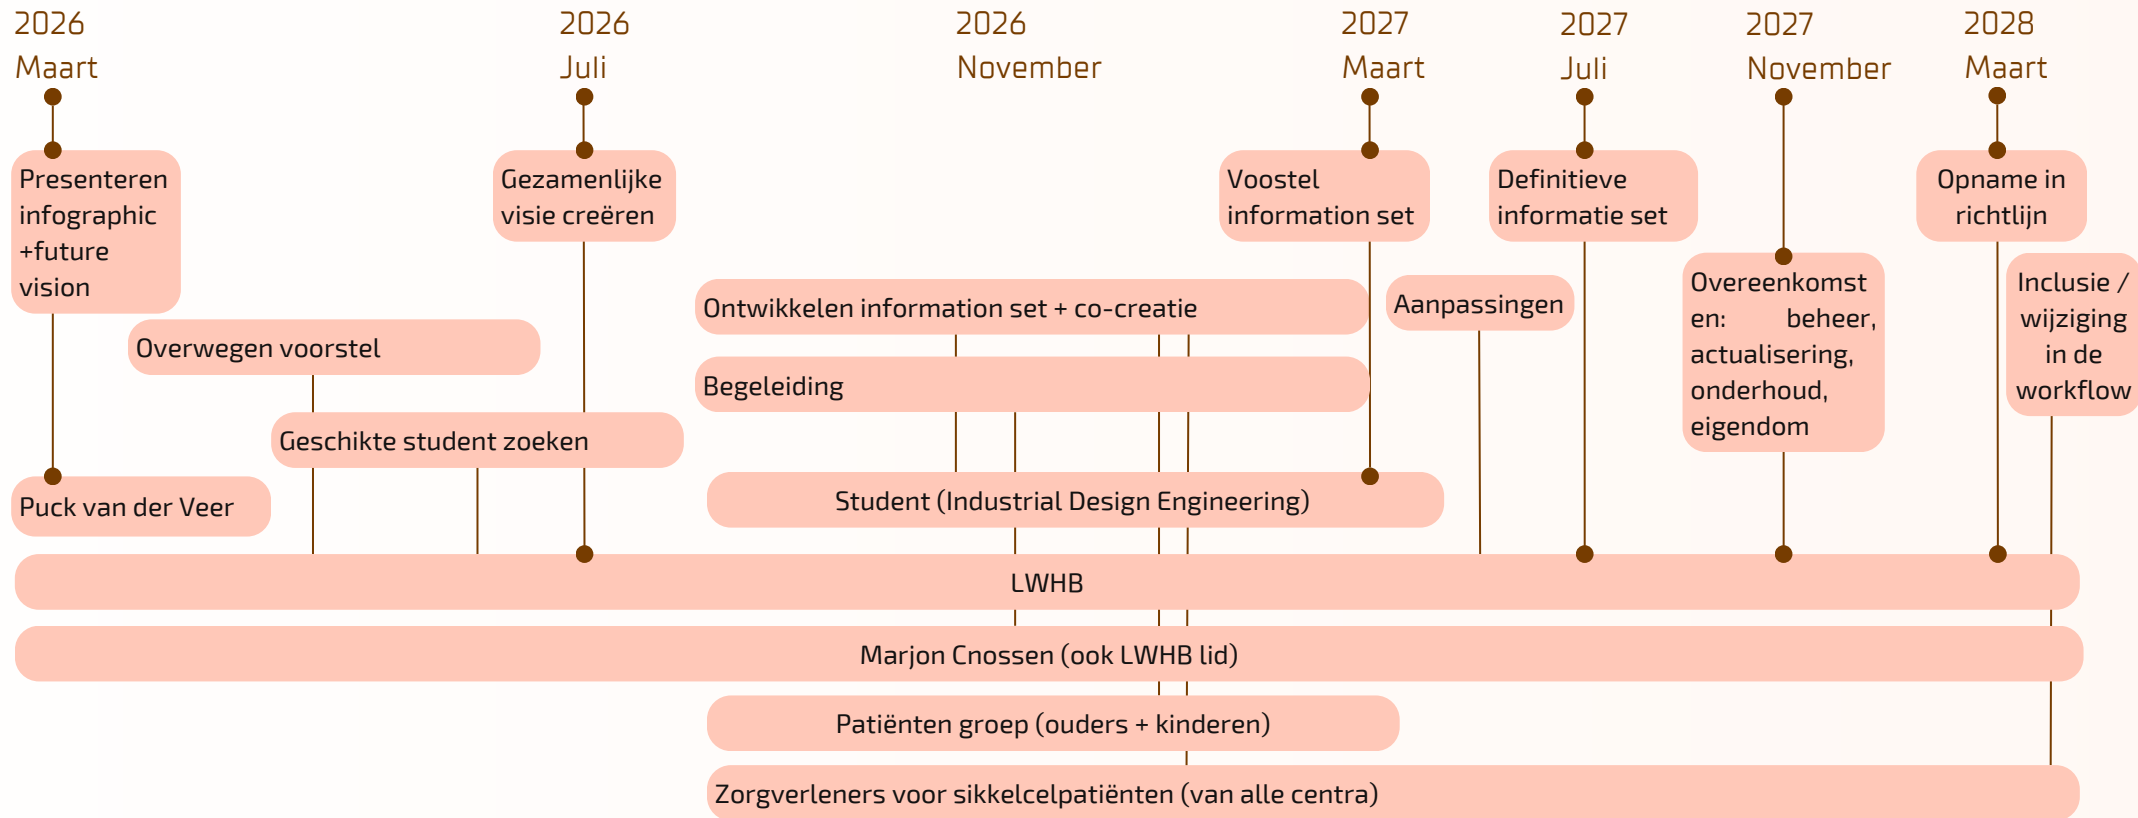 2026
Maart
2026
Juli
2026
November
2027
Maart
2027
Juli
2027
November
2028
Maart
Presenteren
infographic
+future
vision
Gezamenlijke
visie creëren
Voostel
information set
Definitieve
informatie set
Opname in
richtlijn
Overeenkomst
en: beheer,
actualisering,
onderhoud,
eigendom
Inclusie /
wijziging
in de
workflow
Ontwikkelen information set + co-creatie
Aanpassingen
Overwegen voorstel
Begeleiding
Geschikte student zoeken
Student (Industrial Design Engineering)
Puck van der Veer
LWHB
Marjon Cnossen (ook LWHB lid)
Patiënten groep (ouders + kinderen)
Zorgverleners voor sikkelcelpatiënten (van alle centra)